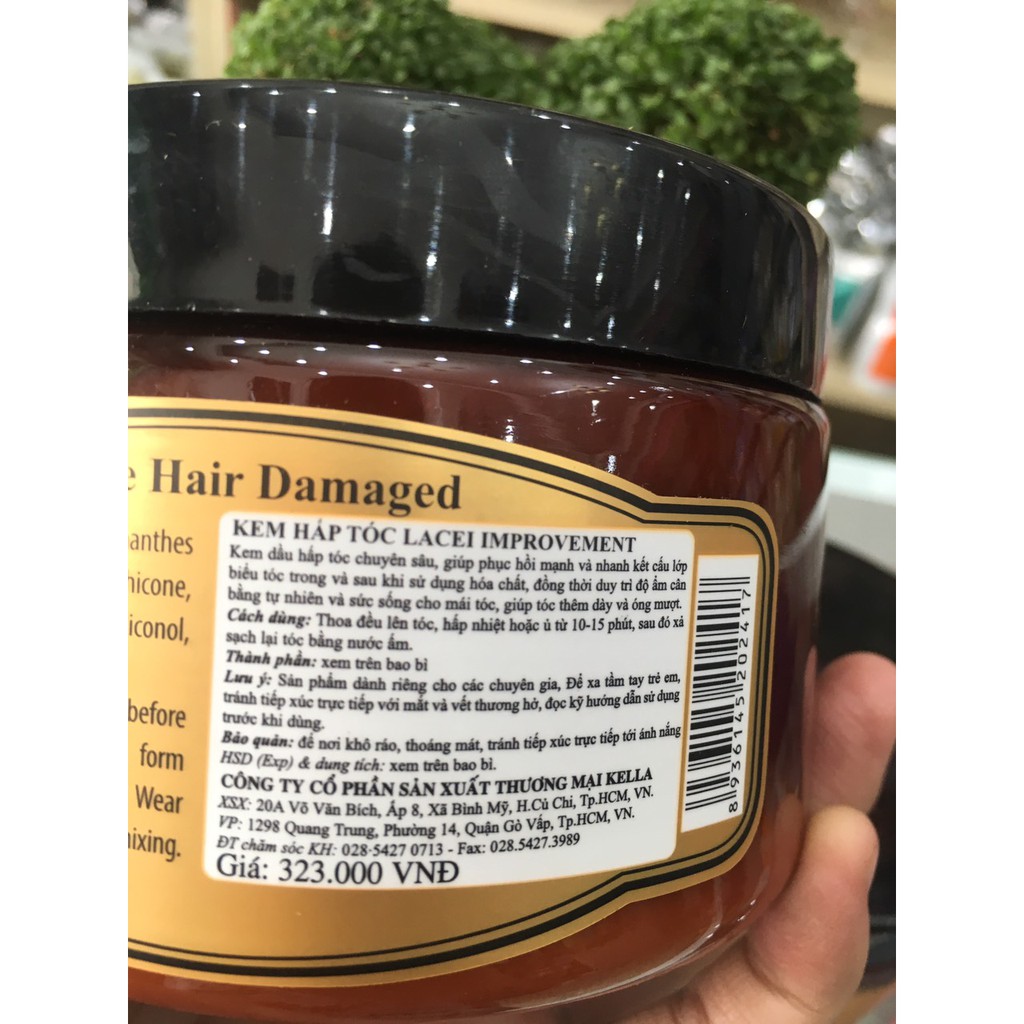 e Hair Damaged
anthes
hicone,
iconol,
before
form
Wear
nixing.
KEM HẤP TÓC LACEI IMPROVEMENT
Kem dầu hấp tóc chuyên sâu, giúp phục hồi mạnh và nhanh kết cấu lớp
biểu tóc trong và sau khi sử dụng hóa chất, đồng thời duy trì độ ẩm cân
bằng tự nhiên và sức sống cho mái tóc, giúp tóc thêm dày và óng mượt.
Cách dùng: Thoa đều lên tóc, hấp nhiệt hoặc ủ từ 10-15 phút, sau đó xả
sạch lại tóc bằng nước ấm.
Thành phần: xem trên bao bì
Lưu ý: Sản phẩm dành riêng cho các chuyên gia, Để xa tầm tay trẻ em,
tránh tiếp xúc trực tiếp với mắt và vết thương hở, đọc kỹ hướng dẫn sử dụng
trước khi dùng.
Bảo quản: để nơi khô ráo, thoáng mát, tránh tiếp xúc trực tiếp tới ánh nắng
HSD (Exp) & dung tích: xem trên bao bì.
CÔNG TY CỔ PHẦN SẢN XUẤT THƯƠNG MẠI KELLA
XSX: 20A Võ Văn Bích, Ấp 8, Xã Bình Mỹ, H.Củ Chi, Tp.HCM, VN.
VP: 1298 Quang Trung, Phường 14, Quận Gò Vấp, Tp.HCM, VN.
ĐT chăm sóc KH: 028-5427 0713 - Fax: 028.5427.3989
Giá: 323.000 VNĐ
8 936145 202417